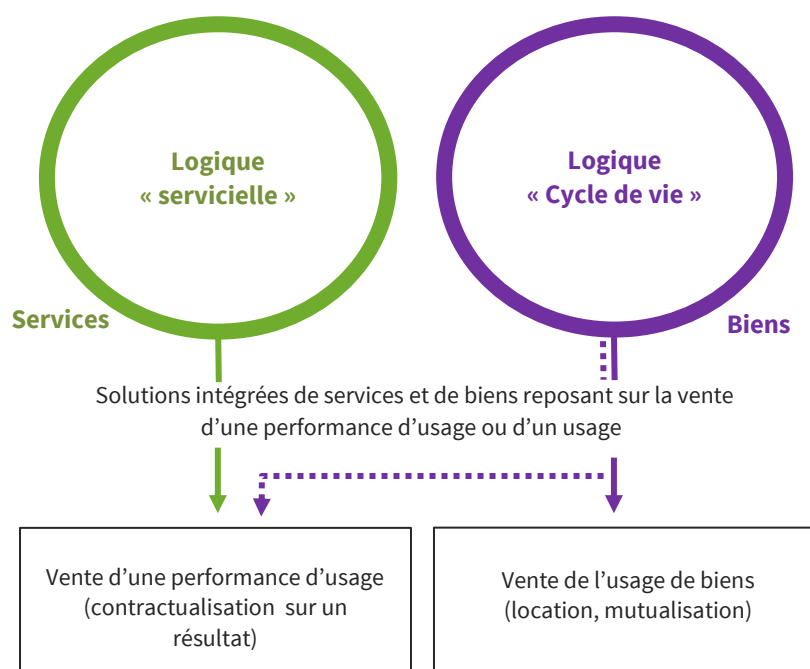 Logique
« servicielle »
Logique
« Cycle de vie »
Services
Biens
Solutions intégrées de services et de biens reposant sur la vente
d’une performance d’usage ou d’un usage
Vente d’une performance d’usage
(contractualisation sur un
résultat)
Vente de l’usage de biens
(location, mutualisation)